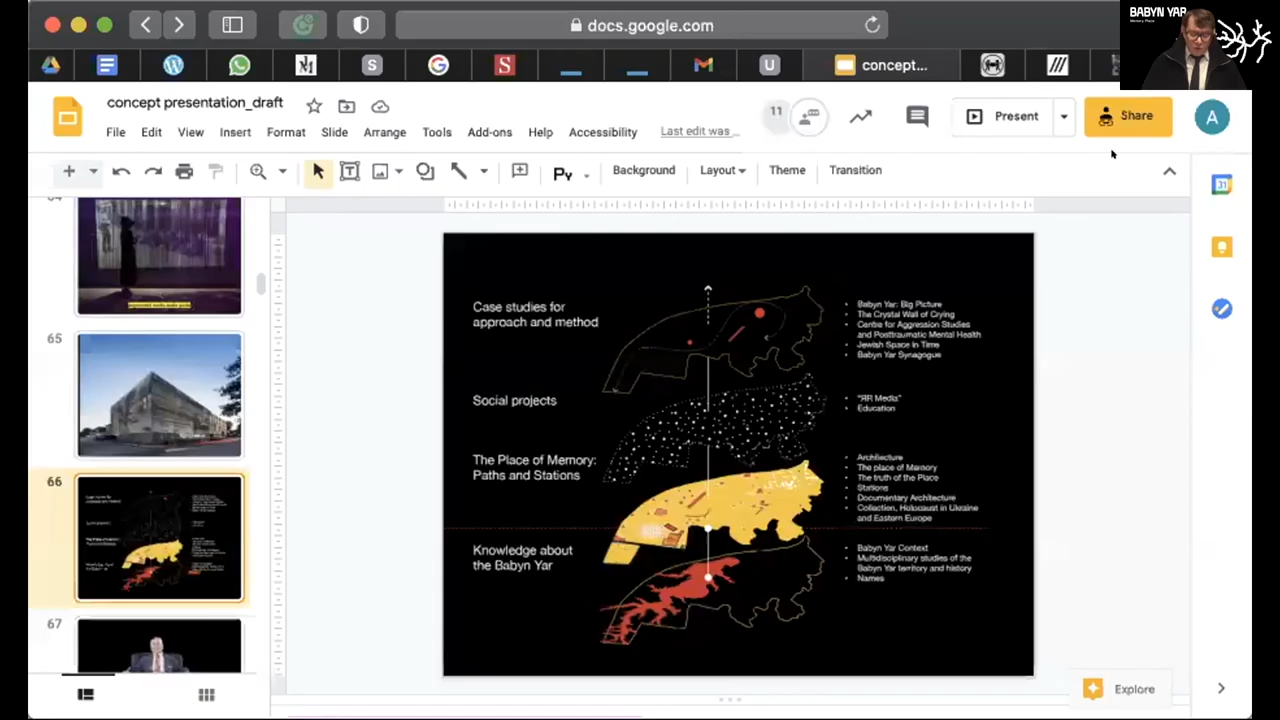 docs.google.com
BABYN YAR
concept...
concept presentation_draft
File Edit View Insert Format Slide Arrange Tools Add-ons Help Accessibility Last edit was ...
11
Present
Share
A
Background Layout Theme Transition
31
65
66
67
Case studies for
approach and method
• Babyn Yar: Big Picture
• The Crystal Wall of Crying
• Centre for Aggression Studies
and Posttraumatic Mental Health
• Jewish Space in Time
• Babyn Yar Synagogue
Social projects
• "ЯR Media"
• Education
The Place of Memory:
Paths and Stations
• Architecture
• The place of Memory
• The truth of the Place
• Stations
• Documentary Architecture
• Collection, Holocaust in Ukraine
and Eastern Europe
Knowledge about
the Babyn Yar
• Babyn Yar Context
• Multidisciplinary studies of the
Babyn Yar territory and history
• Names
Explore